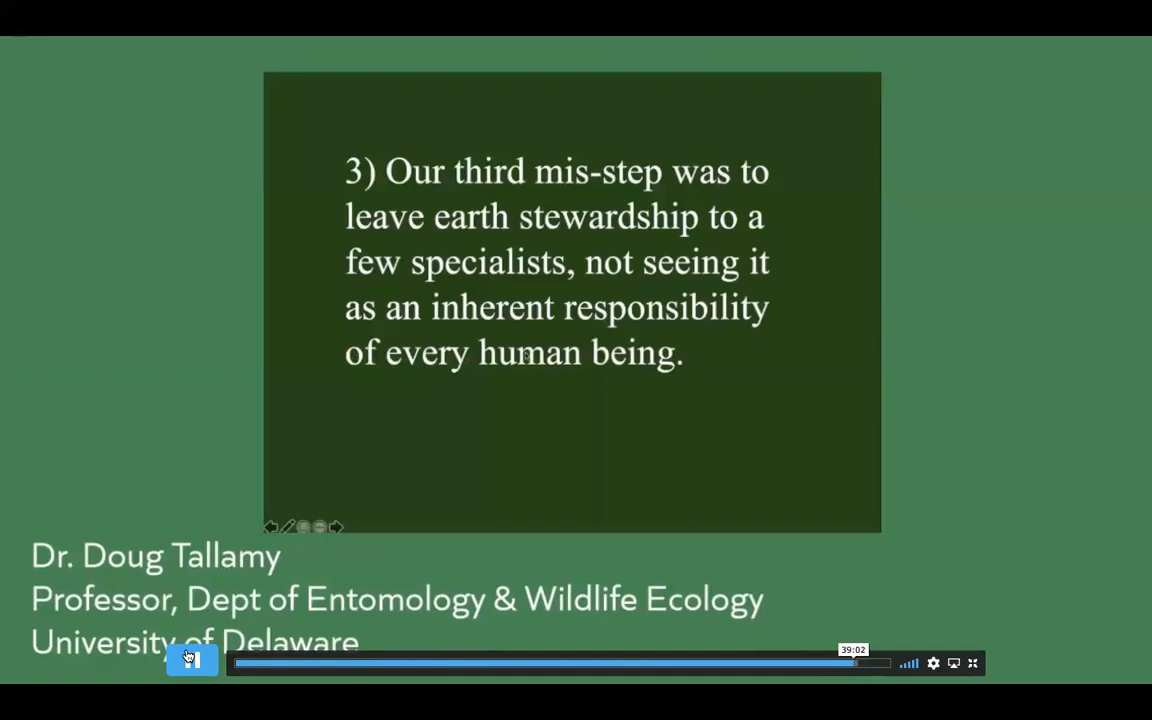 3) Our third mis-step was to
leave earth stewardship to a
few specialists, not seeing it
as an inherent responsibility
of every human being.
Dr. Doug Tallamy
Professor, Dept of Entomology & Wildlife Ecology
University of Delaware
39:02